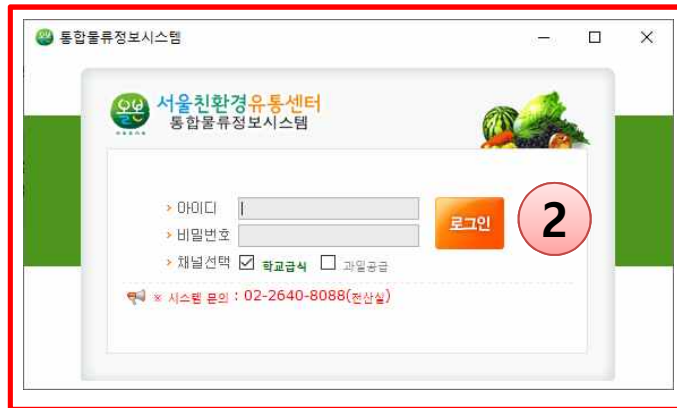 통합물류정보시스템
올본
서울친환경유통센터
통합물류정보시스템
> 아이디
> 비밀번호
로그인
2
> 채널선택 학교급식 과일공급
※ 시스템 문의 : 02-2640-8088(전산실)